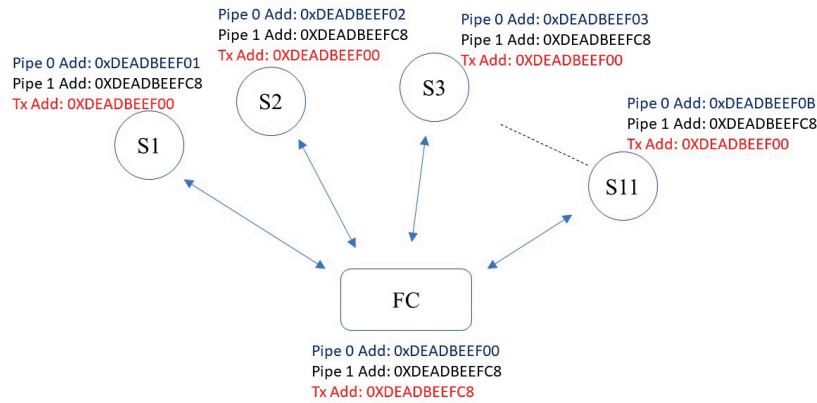 Pipe 0 Add: 0xDEADBEEF02
Pipe 1 Add: 0XDEADBEEFC8
Tx Add: 0XDEADBEEF00
S2
Pipe 0 Add: 0xDEADBEEF03
Pipe 1 Add: 0XDEADBEEFC8
Tx Add: 0XDEADBEEF00
S3
Pipe 0 Add: 0xDEADBEEF01
Pipe 1 Add: 0XDEADBEEFC8
Tx Add: 0XDEADBEEF00
S1
Pipe 0 Add: 0xDEADBEEF0B
Pipe 1 Add: 0XDEADBEEFC8
Tx Add: 0XDEADBEEF00
S11
FC
Pipe 0 Add: 0xDEADBEEF00
Pipe 1 Add: 0XDEADBEEFC8
Tx Add: 0XDEADBEEFC8